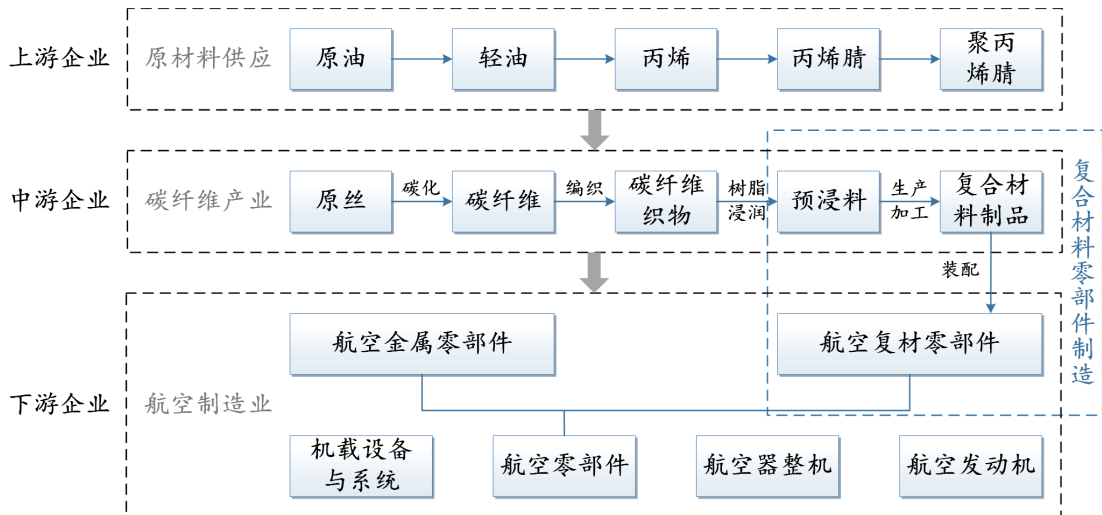 上游企业
原材料供应
原油
轻油
丙烯
丙烯腈
聚丙
烯腈
中游企业
碳纤维产业
原丝
碳化
碳纤维
编织
碳纤维
织物
树脂
浸润
预浸料
生产
加工
复合材
料制品
复合材料零部件制造
装配
下游企业
航空制造业
航空金属零部件
航空复材零部件
机载设备
与系统
航空零部件
航空器整机
航空发动机